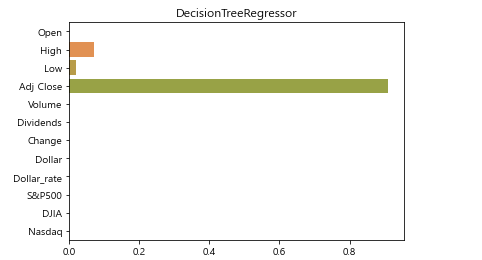 DecisionTreeRegressor
Open
High
Low
Adj Close
Volume
Dividends
Change
Dollar
Dollar_rate
S&P500
DJIA
Nasdaq
0.0 0.2 0.4 0.6 0.8